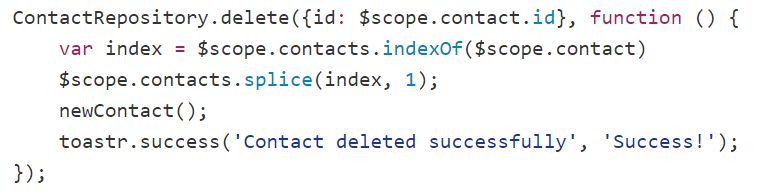 ContactRepository.delete({id: $scope.contact.id}, function () {
    var index = $scope.contacts.indexOf($scope.contact)
    $scope.contacts.splice(index, 1);
    newContact();
    toastr.success('Contact deleted successfully', 'Success!');
});